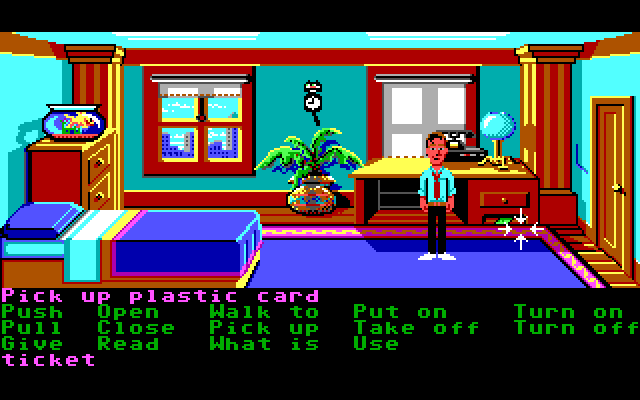 Pick up plastic card
Push Open Walk to Put on Turn on
Pull Close Pick up Take off Turn off
Give Read What is Use
ticket